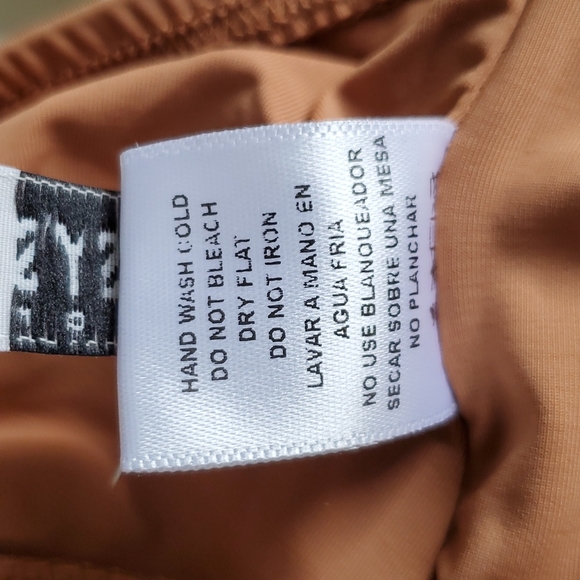 HAND WASH COLD
DO NOT BLEACH
DRY FLAT
DO NOT IRON
LAVAR A MANO EN
AGUA FRIA
NO USE BLANQUEADOR
SECAR SOBRE UNA MESA
NO PLANCHAR